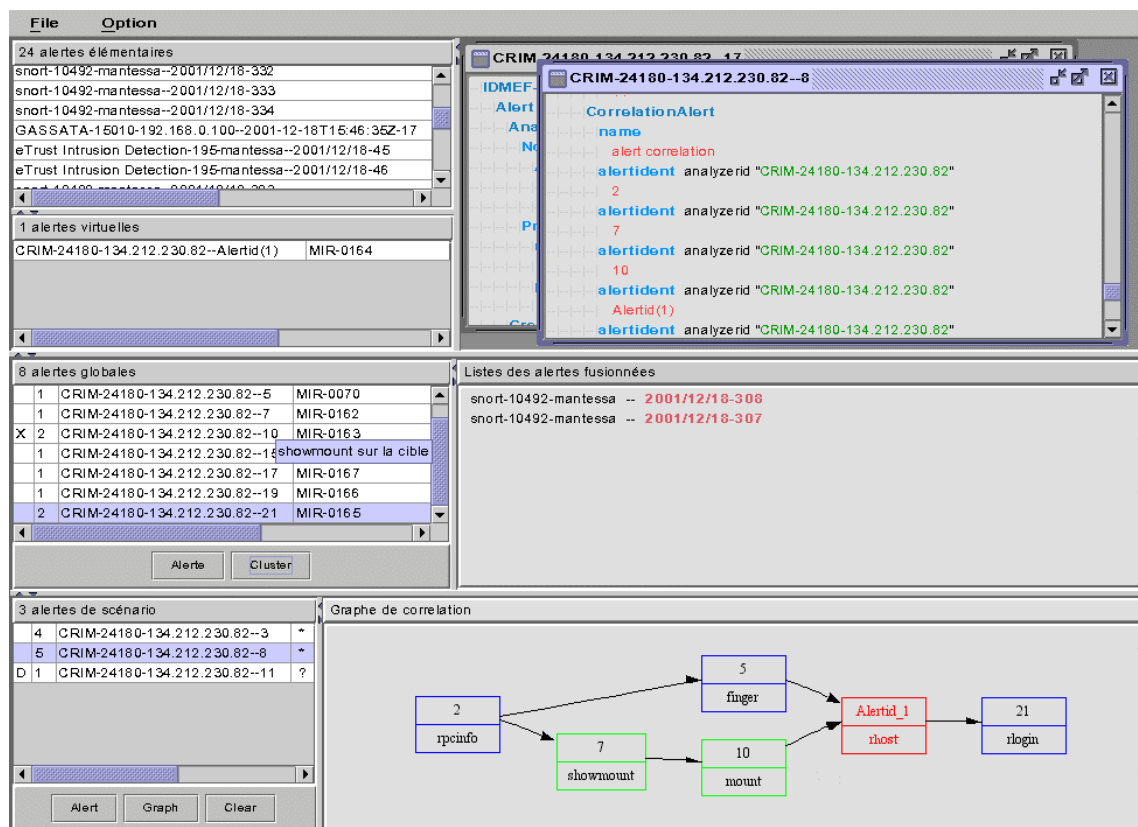 File Option
24 alertes élémentaires
snort-10492-mantessa--2001/12/18-332
snort-10492-mantessa--2001/12/18-333
snort-10492-mantessa--2001/12/18-334
GASSATA-15010-192.168.0.100--2001-12-18T15:46:35Z-17
eTrust Intrusion Detection-195-mantessa--2001/12/18-45
eTrust Intrusion Detection-195-mantessa--2001/12/18-46
1 alertes virtuelles
CRIM-24180-134.212.230.82--Alertid(1) MIR-0164
CRIM-24180-134.212.230.82--17
IDMEF-
Alert
Ana
No
Pr
Cre
CRIM-24180-134.212.230.82--8
CorrelationAlert
name
alert correlation
alertident analyzerid "CRIM-24180-134.212.230.82"
2
alertident analyzerid "CRIM-24180-134.212.230.82"
7
alertident analyzerid "CRIM-24180-134.212.230.82"
10
alertident analyzerid "CRIM-24180-134.212.230.82"
Alertid(1)
alertident analyzerid "CRIM-24180-134.212.230.82"
8 alertes globales
1 CRIM-24180-134.212.230.82--5 MIR-0070
1 CRIM-24180-134.212.230.82--7 MIR-0162
X 2 CRIM-24180-134.212.230.82--10 MIR-0163
1 CRIM-24180-134.212.230.82--15
showmount sur la cible
1 CRIM-24180-134.212.230.82--17 MIR-0167
1 CRIM-24180-134.212.230.82--19 MIR-0166
2 CRIM-24180-134.212.230.82--21 MIR-0165
Alerte Cluster
Listes des alertes fusionnées
snort-10492-mantessa -- 2001/12/18-308
snort-10492-mantessa -- 2001/12/18-307
3 alertes de scénario
4 CRIM-24180-134.212.230.82--3 *
5 CRIM-24180-134.212.230.82--8 *
D 1 CRIM-24180-134.212.230.82--11 ?
Alert Graph Clear
Graphe de correlation
2
rpcinfo
5
finger
7
showmount
10
mount
Alertid_1
rhost
21
rlogin